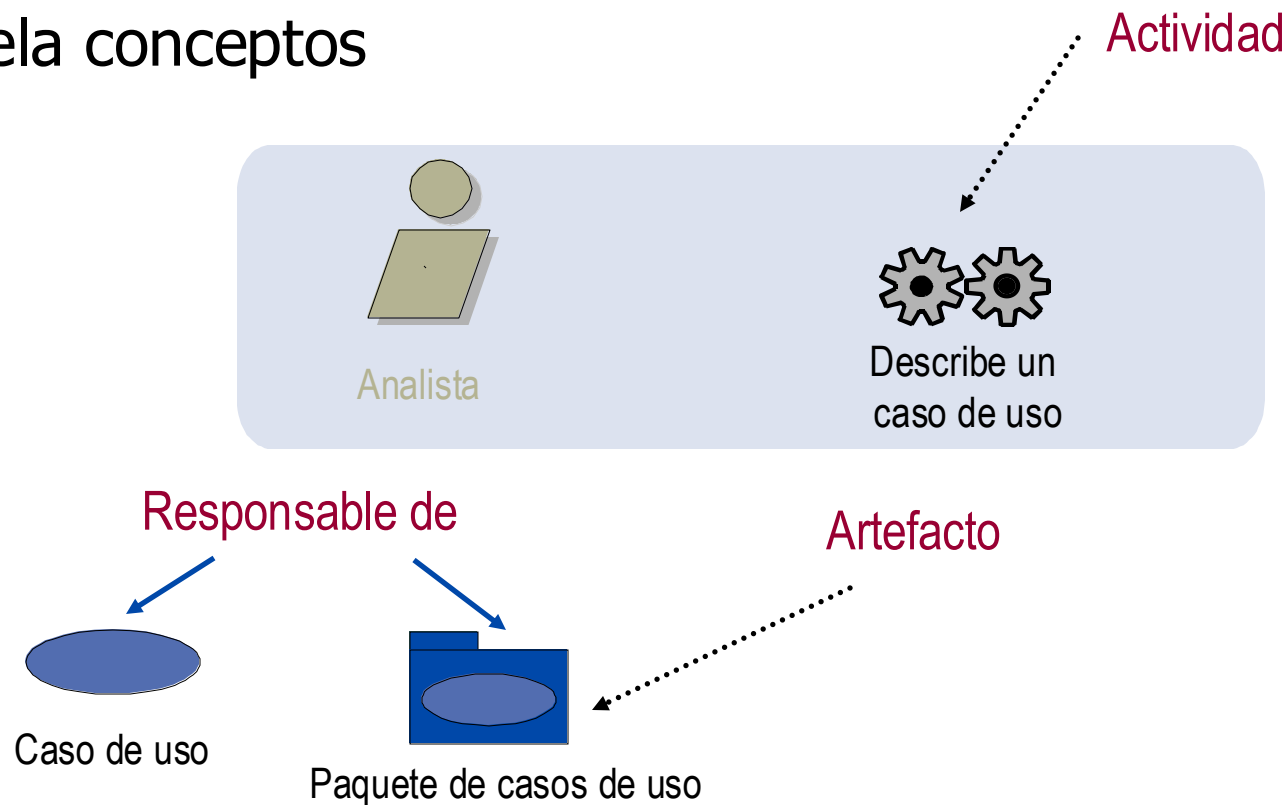 ela conceptos
Actividad
Analista
Describe un
caso de uso
Responsable de
Artefacto
Caso de uso
Paquete de casos de uso